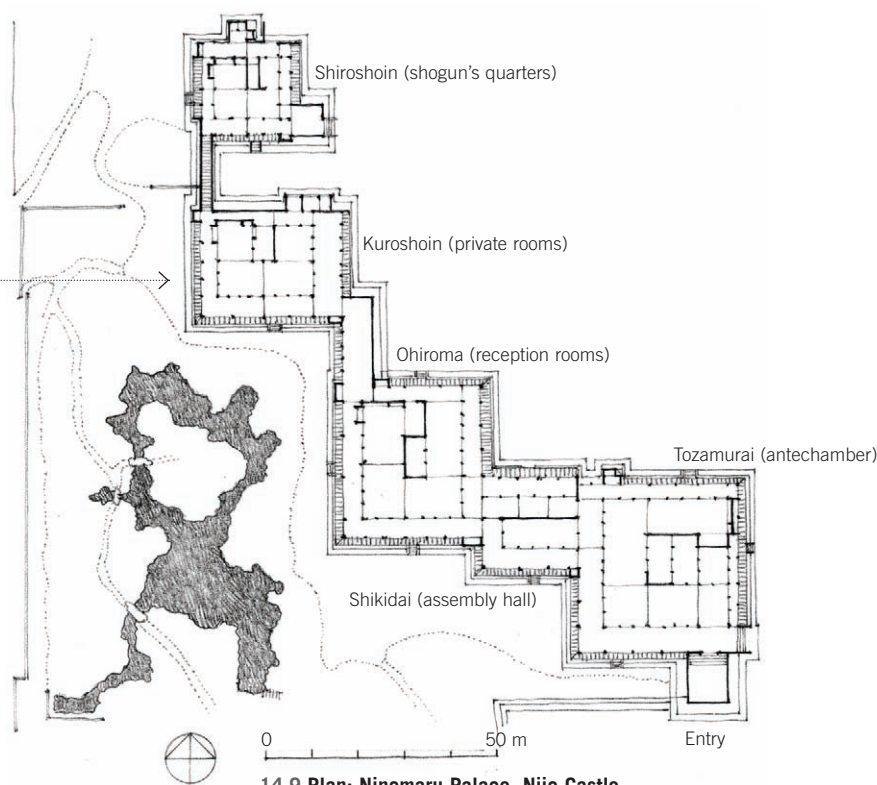 Shiroshoin (shogun's quarters)
Kuroshoin (private rooms)
Ohiroma (reception rooms)
Tozamurai (antechamber)
Shikidai (assembly hall)
0 50 m
Entry
14.9 Plan: Ninomaru Palace, Nijo Castle